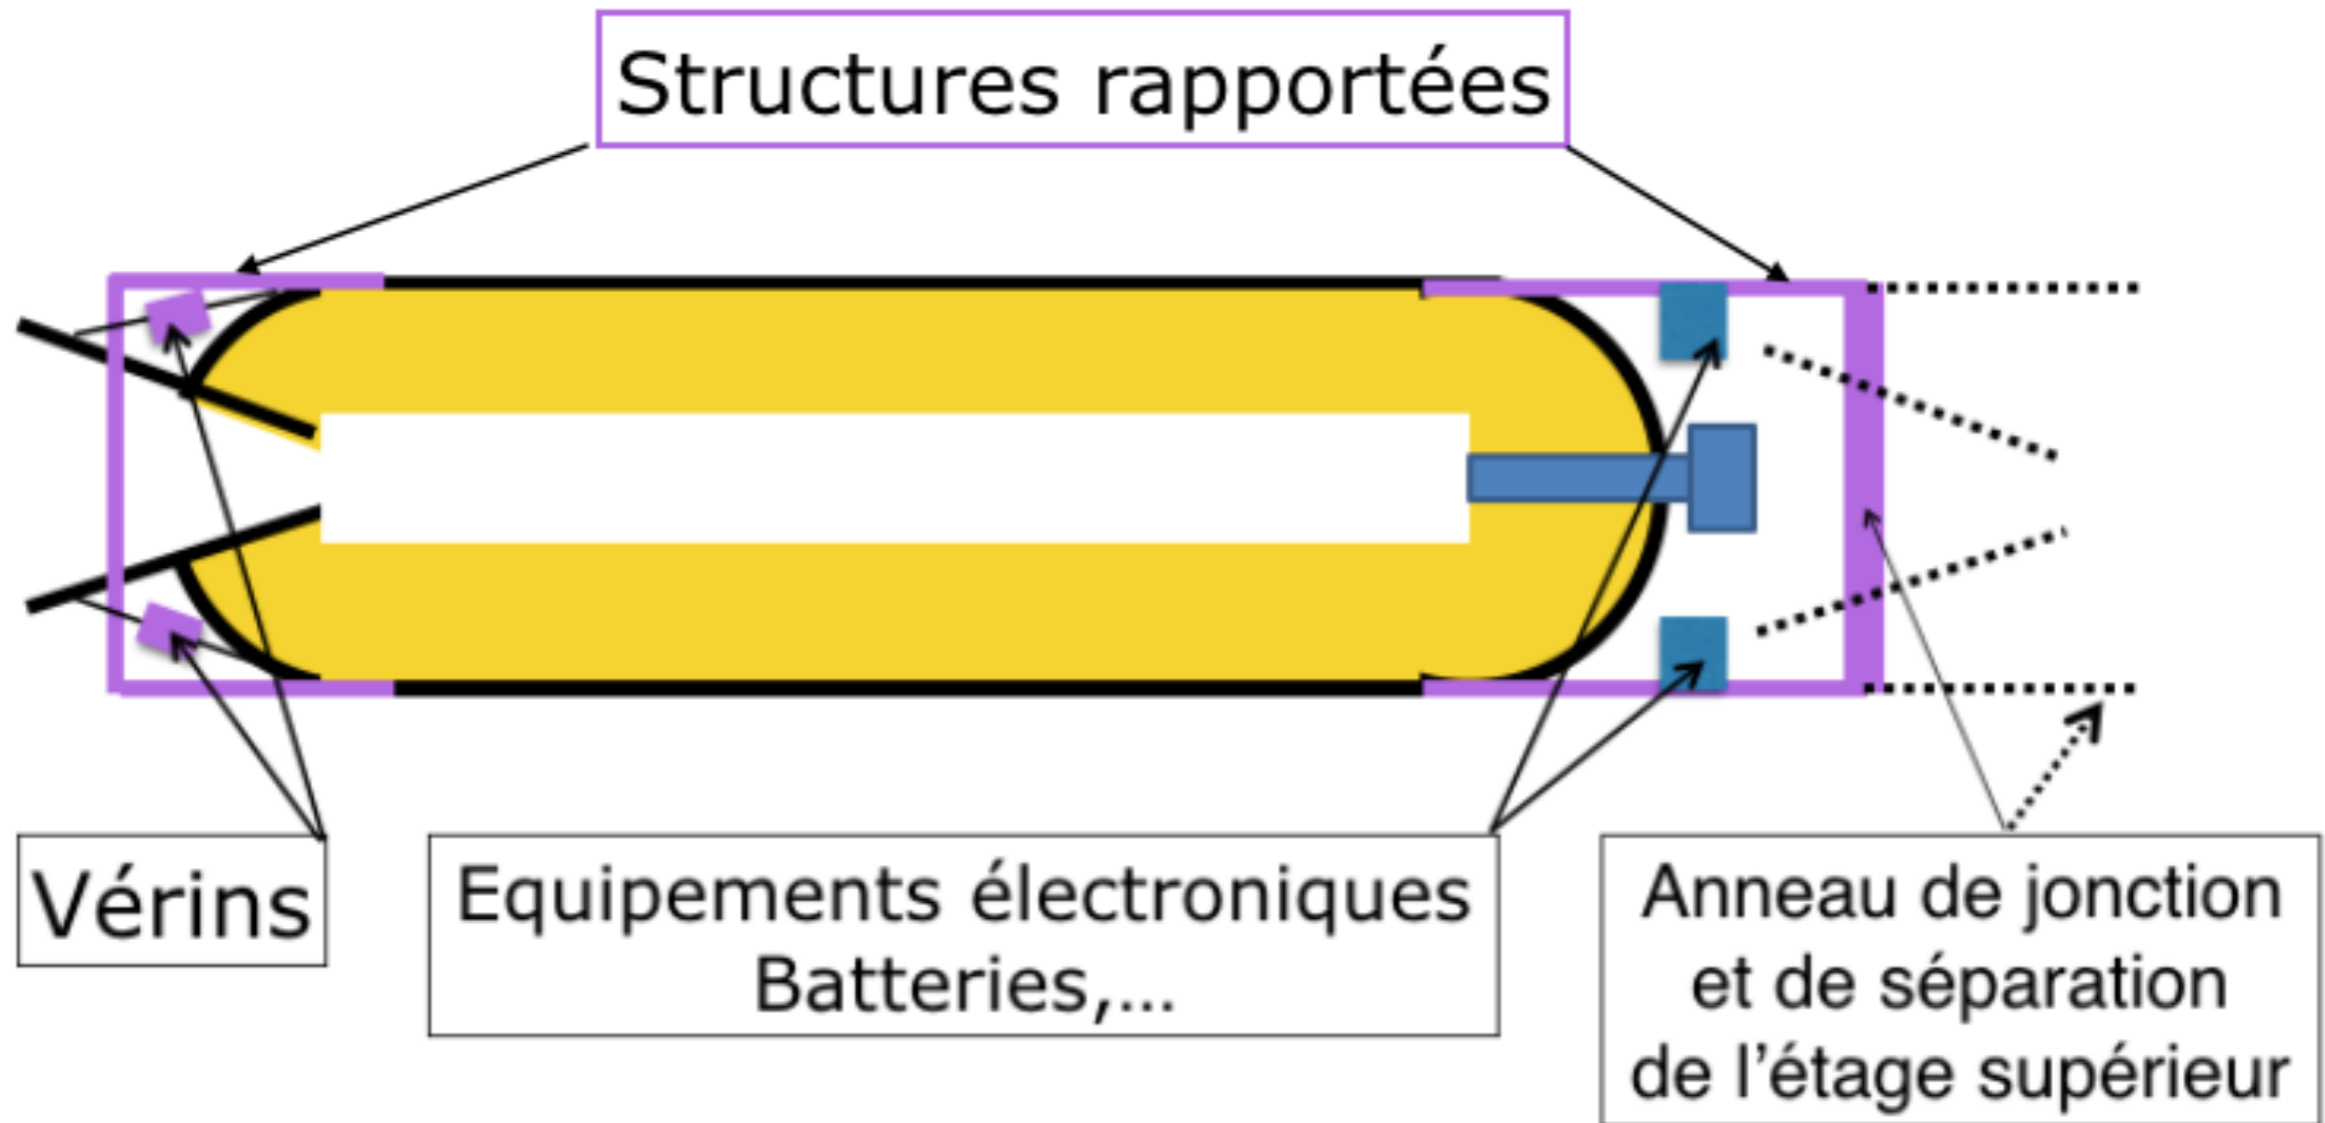 Structures rapportées
Vérins
Equipements électroniques
Batteries,...
Anneau de jonction
et de séparation
de l'étage supérieur